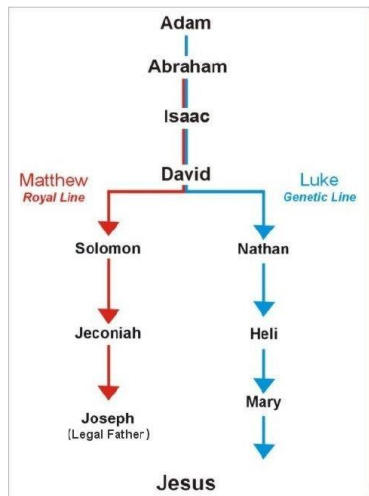 Adam
Abraham
Isaac
David
Matthew
Royal Line
Luke
Genetic Line
Solomon
Nathan
Jeconiah
Heli
Joseph
(Legal Father)
Mary
Jesus